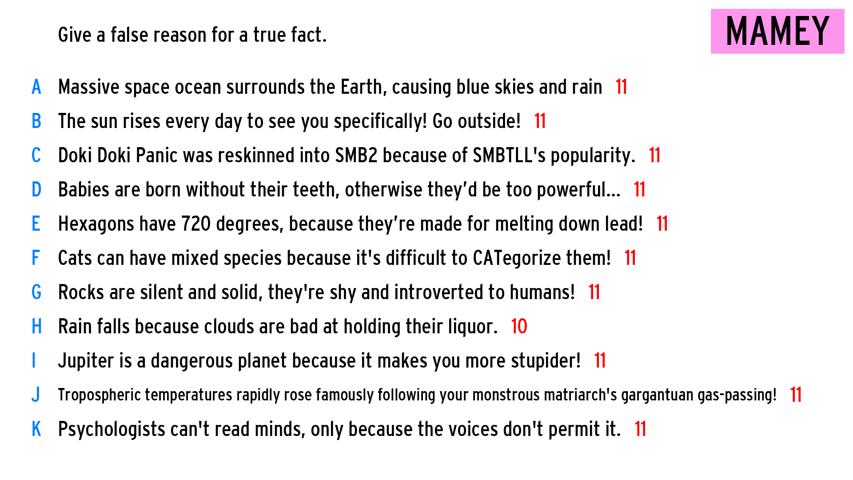 Give a false reason for a true fact.
MAMEY
A Massive space ocean surrounds the Earth, causing blue skies and rain 11
B The sun rises every day to see you specifically! Go outside! 11
C Doki Doki Panic was reskinned into SMB2 because of SMBTLL's popularity. 11
D Babies are born without their teeth, otherwise they'd be too powerful... 11
E Hexagons have 720 degrees, because they're made for melting down lead! 11
F Cats can have mixed species because it's difficult to CATegorize them! 11
G Rocks are silent and solid, they're shy and introverted to humans! 11
H Rain falls because clouds are bad at holding their liquor. 10
I Jupiter is a dangerous planet because it makes you more stupider! 11
J Tropospheric temperatures rapidly rose famously following your monstrous matriarch's gargantuan gas-passing! 11
K Psychologists can't read minds, only because the voices don't permit it. 11